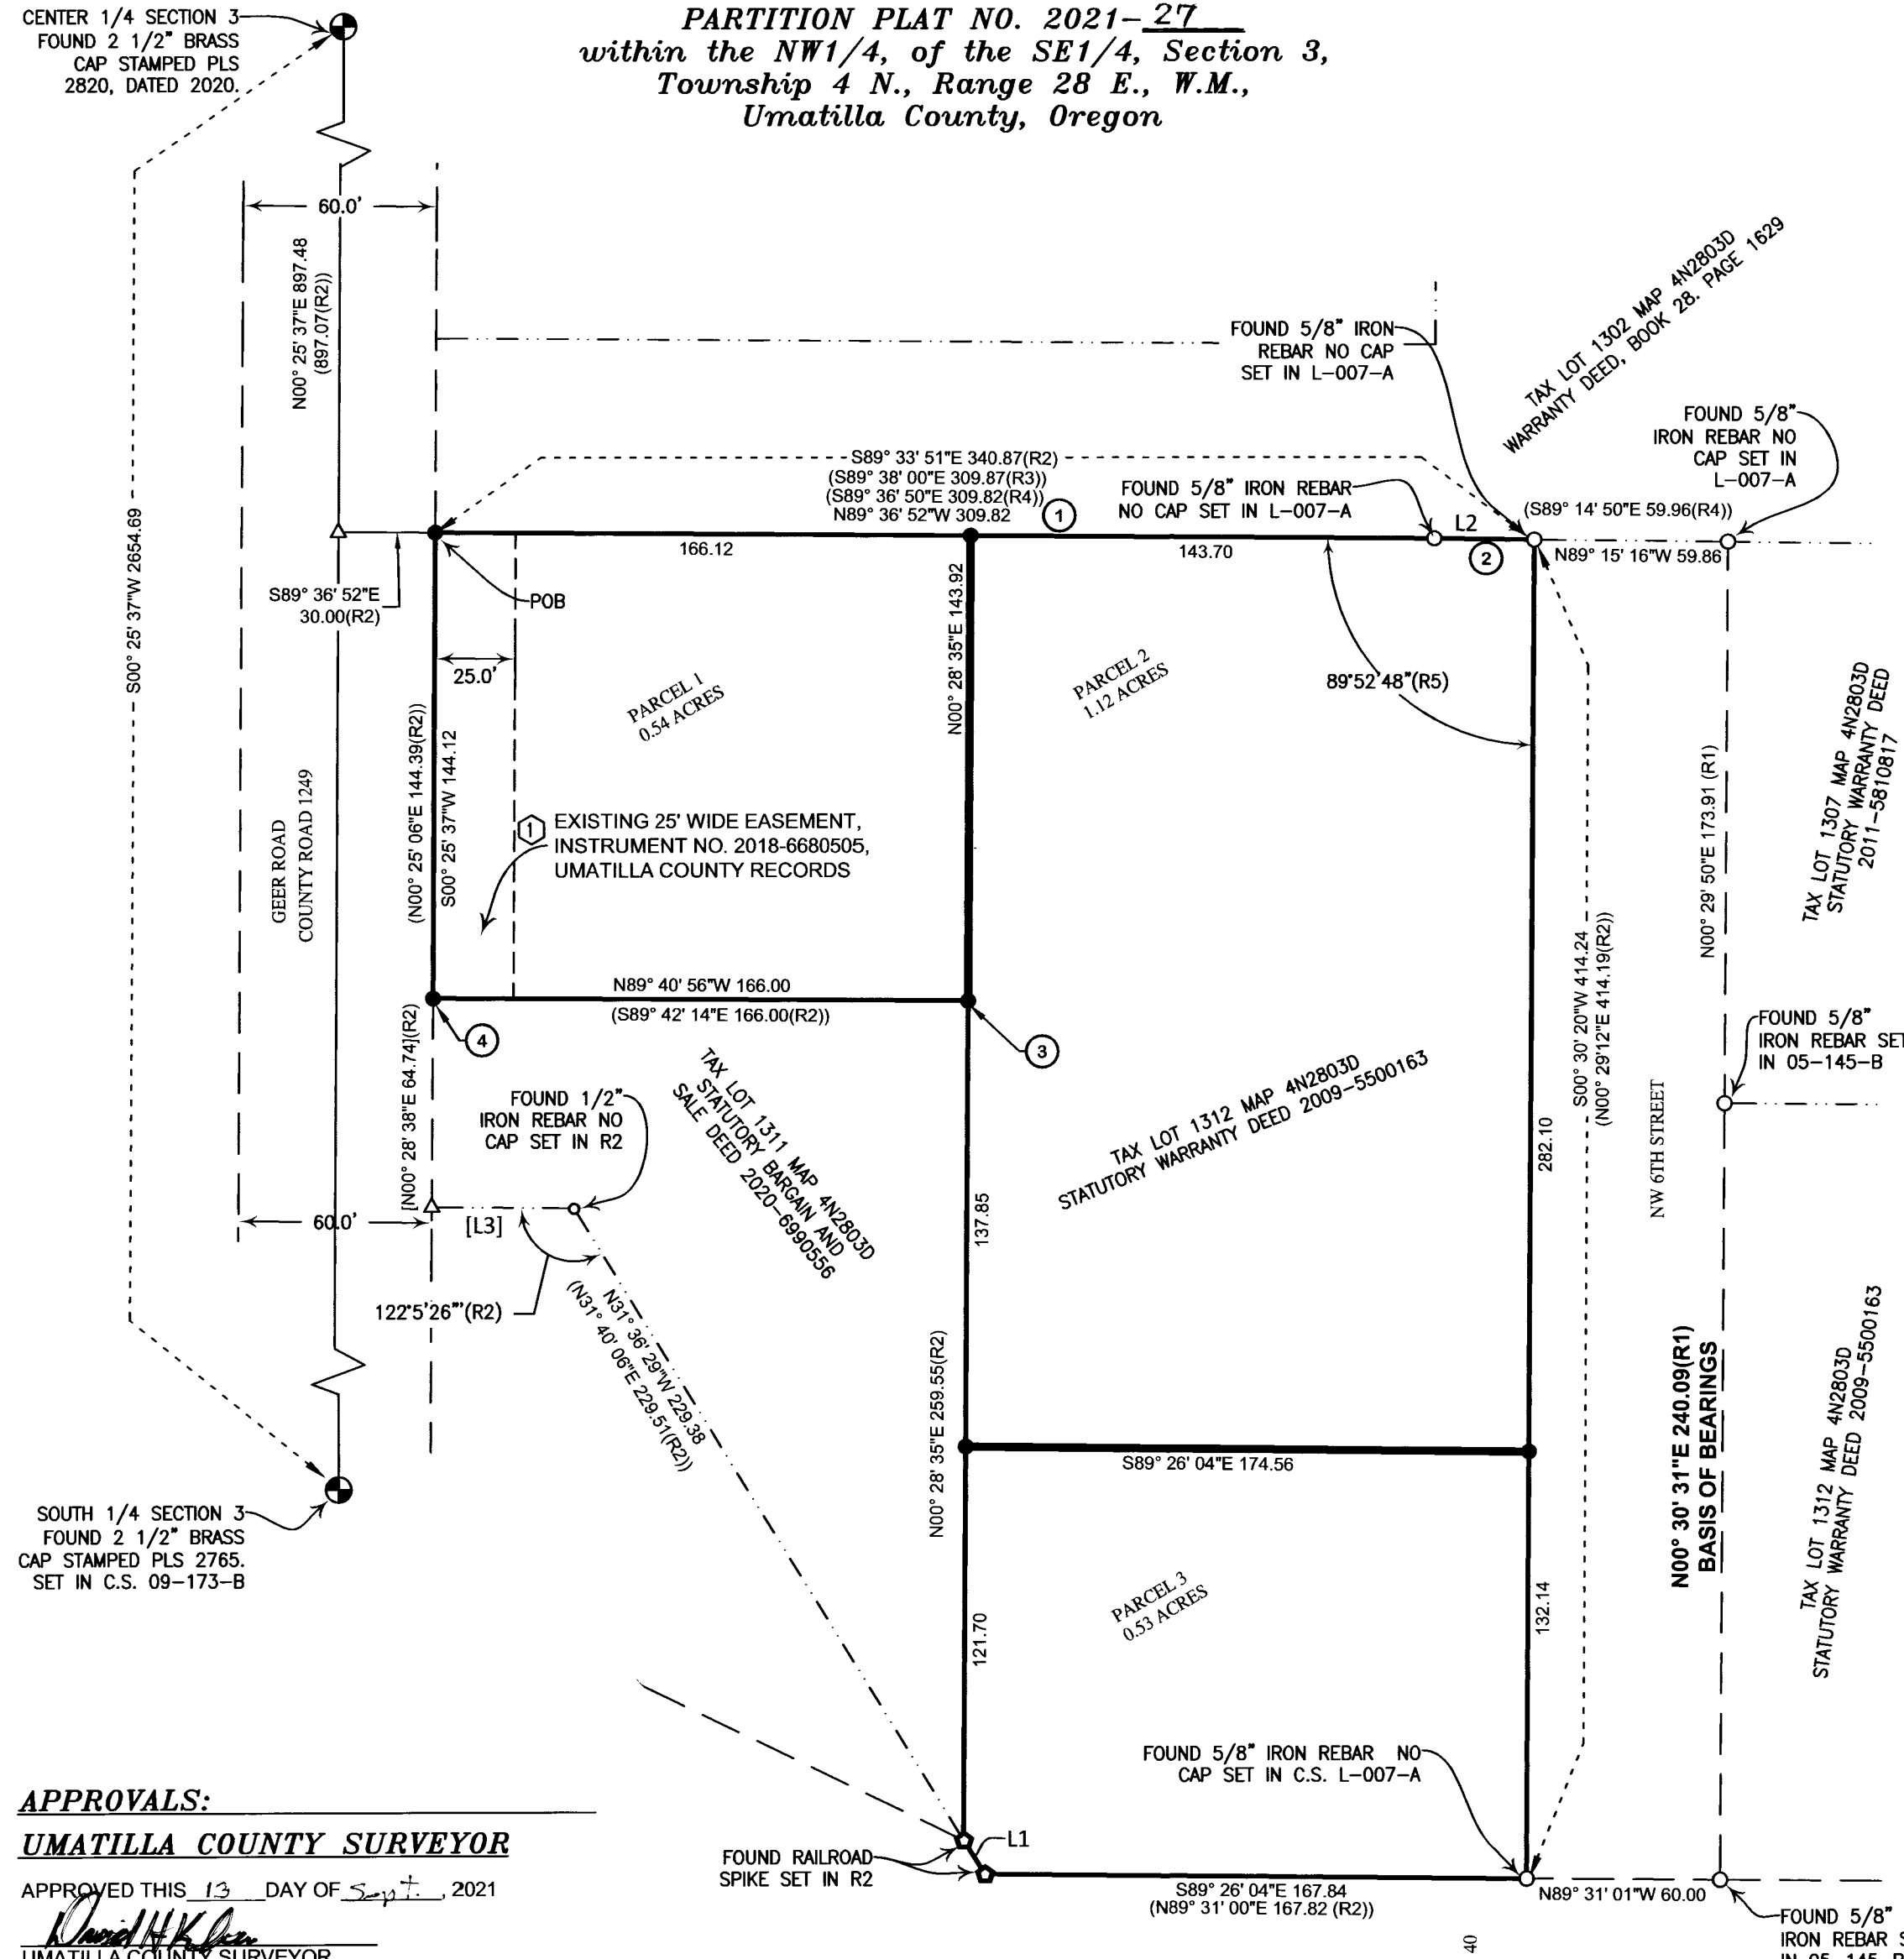 PARTITION PLAT NO. 2021-27
within the NW1/4, of the SE1/4, Section 3,
Township 4 N., Range 28 E., W.M.,
Umatilla County, Oregon
CENTER 1/4 SECTION 3
FOUND 2 1/2" BRASS
CAP STAMPED PLS
2820, DATED 2020.
60.0'
N00° 25' 37"E 897.48
(897.07(R2))
S00° 25' 37"W 2654.69
FOUND 5/8" IRON
REBAR NO CAP
SET IN L-007-A
TAX LOT 1302 MAP 4N2803D
WARRANTY DEED, BOOK 28. PAGE 1629
FOUND 5/8"
IRON REBAR NO
CAP SET IN
L-007-A
S89° 33' 51"E 340.87(R2)
(S89° 38' 00"E 309.87(R3))
(S89° 36' 50"E 309.82(R4))
N89° 36' 52"W 309.82
1
FOUND 5/8" IRON REBAR
NO CAP SET IN L-007-A
L2
(S89° 14' 50"E 59.96(R4))
166.12
143.70
2
N89° 15' 16"W 59.86
S89° 36' 52"E
30.00(R2)
POB
25.0'
PARCEL 1
0.54 ACRES
N00° 28' 35"E 143.92
PARCEL 2
1.12 ACRES
89°52'48"(R5)
(N00° 25' 06"E 144.39(R2))
S00° 25' 37"W 144.12
GEER ROAD
COUNTY ROAD 1249
1
EXISTING 25' WIDE EASEMENT,
INSTRUMENT NO. 2018-6680505,
UMATILLA COUNTY RECORDS
N00° 29' 50"E 173.91 (R1)
TAX LOT 1307 MAP 4N2803D
STATUTORY WARRANTY DEED
2011-5810817
N89° 40' 56"W 166.00
(S89° 42' 14"E 166.00(R2))
4
3
[N00° 28' 38"E 64.74](R2)
FOUND 1/2"
IRON REBAR NO
CAP SET IN R2
TAX LOT 1311 MAP 4N2803D
STATUTORY BARGAIN AND
SALE DEED 2020-6990556
TAX LOT 1312 MAP 4N2803D
STATUTORY WARRANTY DEED 2009-5500163
S00° 30' 20"W 414.24
(N00° 29'12"E 414.19(R2))
282.10
NW 6TH STREET
FOUND 5/8"
IRON REBAR SET
IN 05-145-B
60.0'
[L3]
122°5'26"'(R2)
N31° 36' 29"W 229.38
(N31° 40' 06"E 229.51(R2))
137.85
N00° 28' 35"E 259.55(R2)
S89° 26' 04"E 174.56
N00° 30' 31"E 240.09(R1)
BASIS OF BEARINGS
TAX LOT 1312 MAP 4N2803D
STATUTORY WARRANTY DEED 2009-5500163
SOUTH 1/4 SECTION 3
FOUND 2 1/2" BRASS
CAP STAMPED PLS 2765.
SET IN C.S. 09-173-B
PARCEL 3
0.53 ACRES
121.70
132.14
FOUND 5/8" IRON REBAR NO
CAP SET IN C.S. L-007-A
L1
FOUND RAILROAD
SPIKE SET IN R2
S89° 26' 04"E 167.84
(N89° 31' 00"E 167.82 (R2))
N89° 31' 01"W 60.00
FOUND 5/8"
IRON REBAR S
IN 05-145-B
40
APPROVALS:
UMATILLA COUNTY SURVEYOR
APPROVED THIS 13 DAY OF Sept. , 2021
UMATILLA COUNTY SURVEYOR